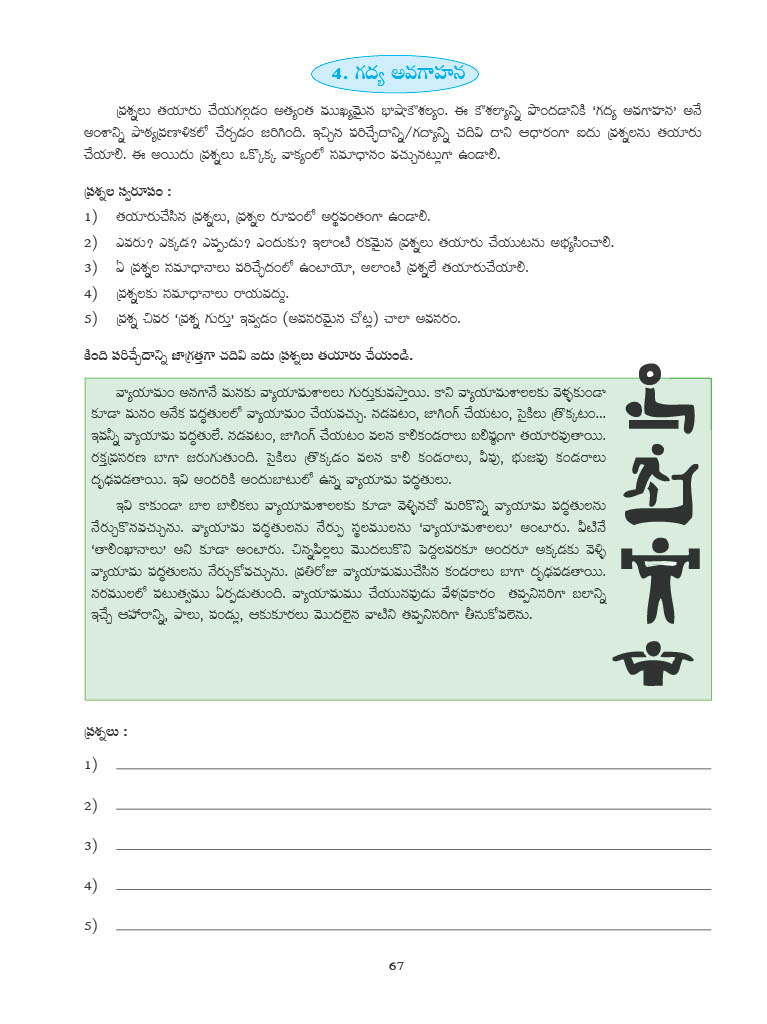 4. గద్య అవగాహన
ప్రశ్నలు తయారు చేయగల్గడం అత్యంత ముఖ్యమైన భాషాకౌశల్యం. ఈ కౌశల్యాన్ని పొందడానికి ‘గద్య అవగాహన’ అనే
అంశాన్ని పాఠ్యప్రణాళికలో చేర్చడం జరిగింది. ఇచ్చిన పరిచ్ఛేదాన్ని/గద్యాన్ని చదివి దాని ఆధారంగా ఐదు ప్రశ్నలను తయారు
చేయాలి. ఈ అయిదు ప్రశ్నలు ఒక్కొక్క వాక్యంలో సమాధానం వచ్చునట్లుగా ఉండాలి.
ప్రశ్నల స్వరూపం :
1) తయారుచేసిన ప్రశ్నలు, ప్రశ్నల రూపంలో అర్థవంతంగా ఉండాలి.
2) ఎవరు? ఎక్కడ? ఎప్పుడు? ఎందుకు? ఇలాంటి రకమైన ప్రశ్నలు తయారు చేయుటను అభ్యసించాలి.
3) ఏ ప్రశ్నల సమాధానాలు పరిచ్ఛేదంలో ఉంటాయో, అలాంటి ప్రశ్నలే తయారుచేయాలి.
4) ప్రశ్నలకు సమాధానాలు రాయవద్దు.
5) ప్రశ్న చివర ‘ప్రశ్న గుర్తు’ ఇవ్వడం (అవసరమైన చోట్ల) చాలా అవసరం.
కింది పరిచ్ఛేదాన్ని జాగ్రత్తగా చదివి ఐదు ప్రశ్నలు తయారు చేయండి.
వ్యాయామం అనగానే మనకు వ్యాయామశాలలు గుర్తుకువస్తాయి. కాని వ్యాయామశాలలకు వెళ్ళకుండా
కూడా మనం అనేక పద్ధతులలో వ్యాయామం చేయవచ్చు. నడవటం, జాగింగ్ చేయటం, సైకిలు త్రొక్కటం...
ఇవన్నీ వ్యాయామ పద్ధతులే. నడవటం, జాగింగ్ చేయటం వలన కాలికండరాలు బలిష్ఠంగా తయారవుతాయి.
రక్తప్రసరణ బాగా జరుగుతుంది. సైకిలు త్రొక్కడం వలన కాలి కండరాలు, వీపు, భుజపు కండరాలు
దృఢపడతాయి. ఇవి అందరికి అందుబాటులో ఉన్న వ్యాయామ పద్ధతులు.
ఇవి కాకుండా బాల బాలికలు వ్యాయామశాలలకు కూడా వెళ్ళినచో మరికొన్ని వ్యాయామ పద్ధతులను
నేర్చుకొనవచ్చును. వ్యాయామ పద్ధతులను నేర్పు స్థలములను ‘వ్యాయామశాలలు’ అంటారు. వీటినే
‘తాలింఖానాలు’ అని కూడా అంటారు. చిన్నపిల్లలు మొదలుకొని పెద్దలవరకూ అందరూ అక్కడకు వెళ్ళి
వ్యాయామ పద్ధతులను నేర్చుకోవచ్చును. ప్రతిరోజు వ్యాయామముచేసిన కండరాలు బాగా దృఢపడతాయి.
నరములలో పటుత్వము ఏర్పడుతుంది. వ్యాయామము చేయునపుడు వేళప్రకారం తప్పనిసరిగా బలాన్ని
ఇచ్చే ఆహారాన్ని, పాలు, పండ్లు, ఆకుకూరలు మొదలైన వాటిని తప్పనిసరిగా తీసుకోవలెను.
ప్రశ్నలు :
1)
2)
3)
4)
5)
67